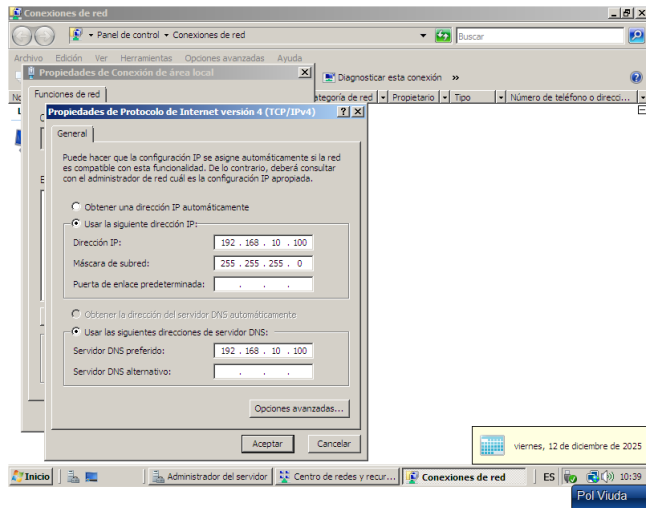 Conexiones de red
Panel de control Conexiones de red
Buscar
Archivo Edición Ver Herramientas Opciones avanzadas Ayuda
Propiedades de Conexión de área local
Diagnosticar esta conexión »
Funciones de red
ategoría de red Propietario Tipo Número de teléfono o direcci...
Propiedades de Protocolo de Internet versión 4 (TCP/IPv4)
General
Puede hacer que la configuración IP se asigne automáticamente si la red
es compatible con esta funcionalidad. De lo contrario, deberá consultar
con el administrador de red cuál es la configuración IP apropiada.
Obtener una dirección IP automáticamente
Usar la siguiente dirección IP:
Dirección IP: 192 . 168 . 10 . 100
Máscara de subred: 255 . 255 . 255 . 0
Puerta de enlace predeterminada: . . .
Obtener la dirección del servidor DNS automáticamente
Usar las siguientes direcciones de servidor DNS:
Servidor DNS preferido: 192 . 168 . 10 . 100
Servidor DNS alternativo: . . .
Opciones avanzadas...
Aceptar Cancelar
viernes, 12 de diciembre de 2025
Inicio Administrador del servidor Centro de redes y recur... Conexiones de red ES 10:39
Pol Viuda